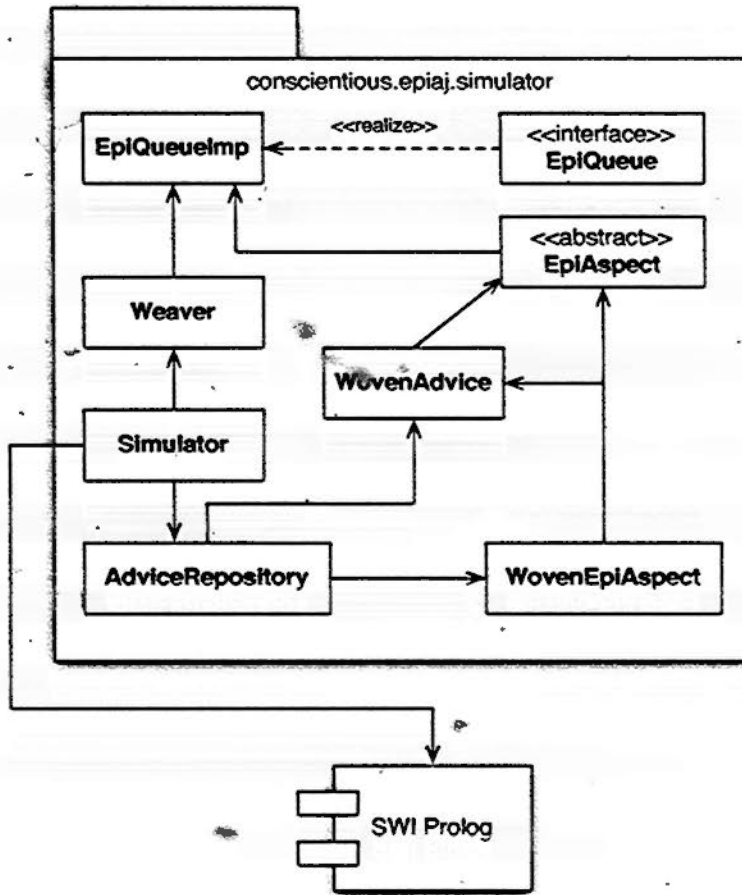 conscientious.epiaj.simulator
EpiQueueImp
<<realize>>
<<interface>>
EpiQueue
<<abstract>>
EpiAspect
Weaver
WovenAdvice
Simulator
AdviceRepository
WovenEpiAspect
SWI Prolog